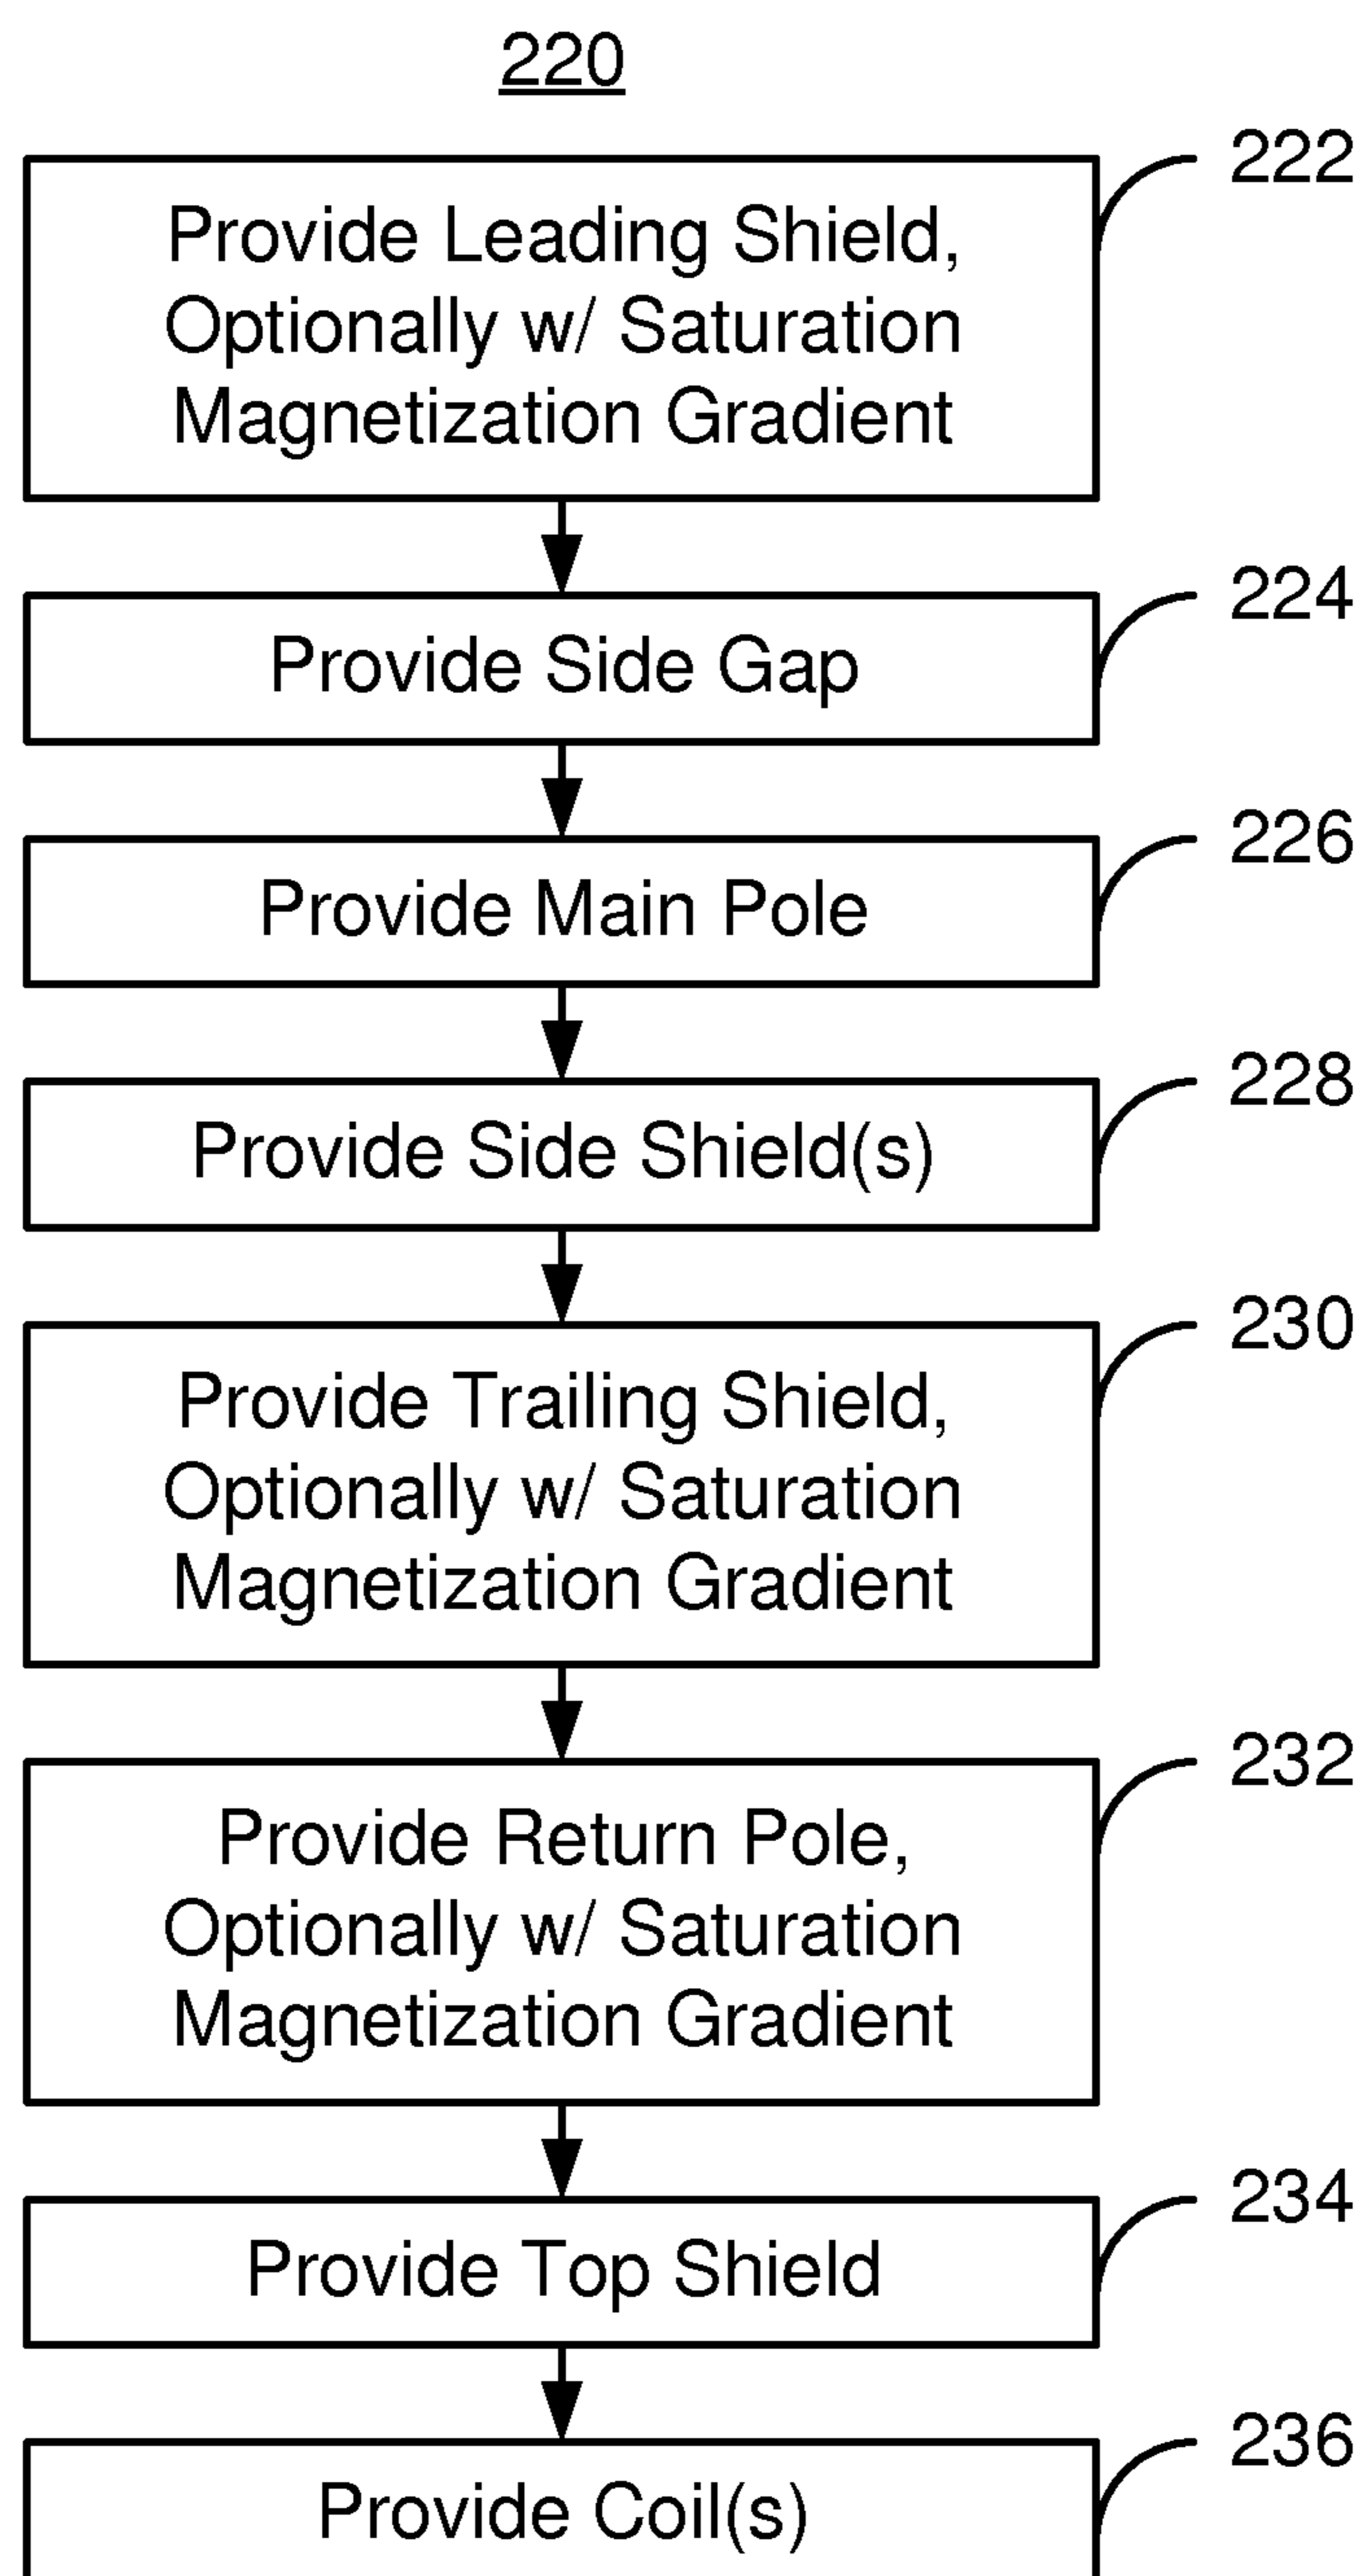 220
222
Provide Leading Shield,
Optionally w/ Saturation
Magnetization Gradient
224
Provide Side Gap
226
Provide Main Pole
228
Provide Side Shield(s)
230
Provide Trailing Shield,
Optionally w/ Saturation
Magnetization Gradient
232
Provide Return Pole,
Optionally w/ Saturation
Magnetization Gradient
234
Provide Top Shield
236
Provide Coil(s)